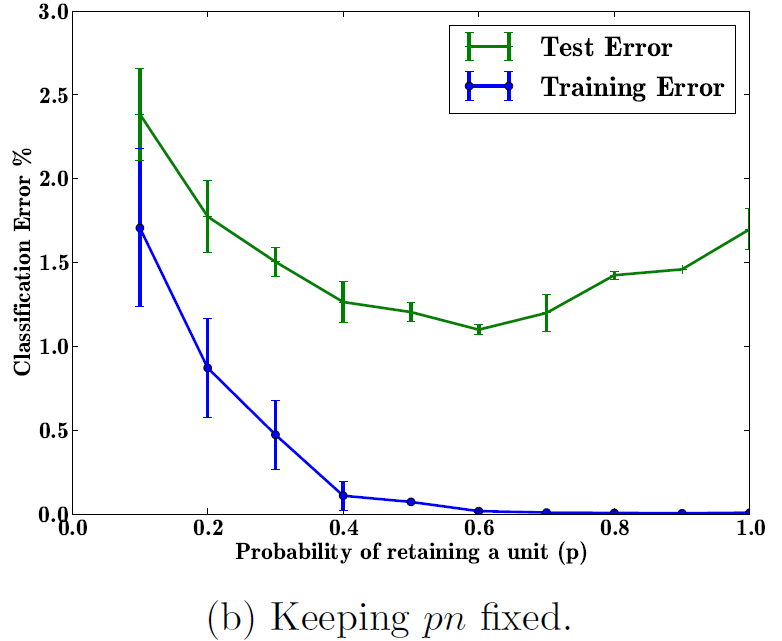 3.0
2.5
2.0
1.5
1.0
0.5
0.0
Classification Error %
Test Error
Training Error
0.0 0.2 0.4 0.6 0.8 1.0
Probability of retaining a unit (p)
(b) Keeping pn fixed.